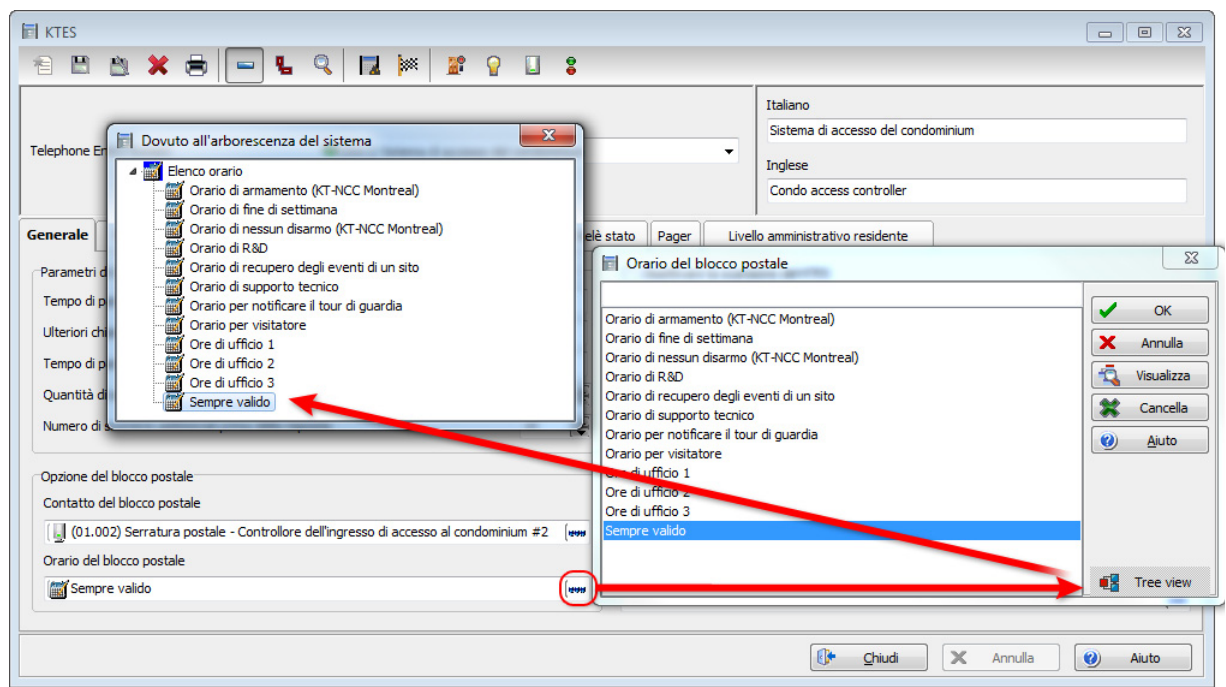 KTES
Italiano
Sistema di accesso del condominium
Telephone
Inglese
Condo access controller
Dovuto all'arborescenza del sistema
Elenco orario
Orario di armamento (KT-NCC Montreal)
Orario di fine di settimana
Orario di nessun disarmo (KT-NCC Montreal)
Orario di R&D
Orario di recupero degli eventi di un sito
Orario di supporto tecnico
Orario per notificare il tour di guardia
Orario per visitatore
Ore di ufficio 1
Ore di ufficio 2
Ore di ufficio 3
Sempre valido
Generale
stato
Pager
Livello amministrativo residente
Parametri
Tempo di
Ulteriori
Tempo di
Quantità
Numero di
Opzione del blocco postale
Contatto del blocco postale
(01.002) Serratura postale - Controllore dell'ingresso di accesso al condominium #2
Orario del blocco postale
Sempre valido
Orario del blocco postale
Orario di armamento (KT-NCC Montreal)
Orario di fine di settimana
Orario di nessun disarmo (KT-NCC Montreal)
Orario di R&D
Orario di recupero degli eventi di un sito
Orario di supporto tecnico
Orario per notificare il tour di guardia
Orario per visitatore
Ore di ufficio 1
Ore di ufficio 2
Ore di ufficio 3
Sempre valido
OK
Annulla
Visualizza
Cancella
Aiuto
Tree view
Chiudi
Annulla
Aiuto